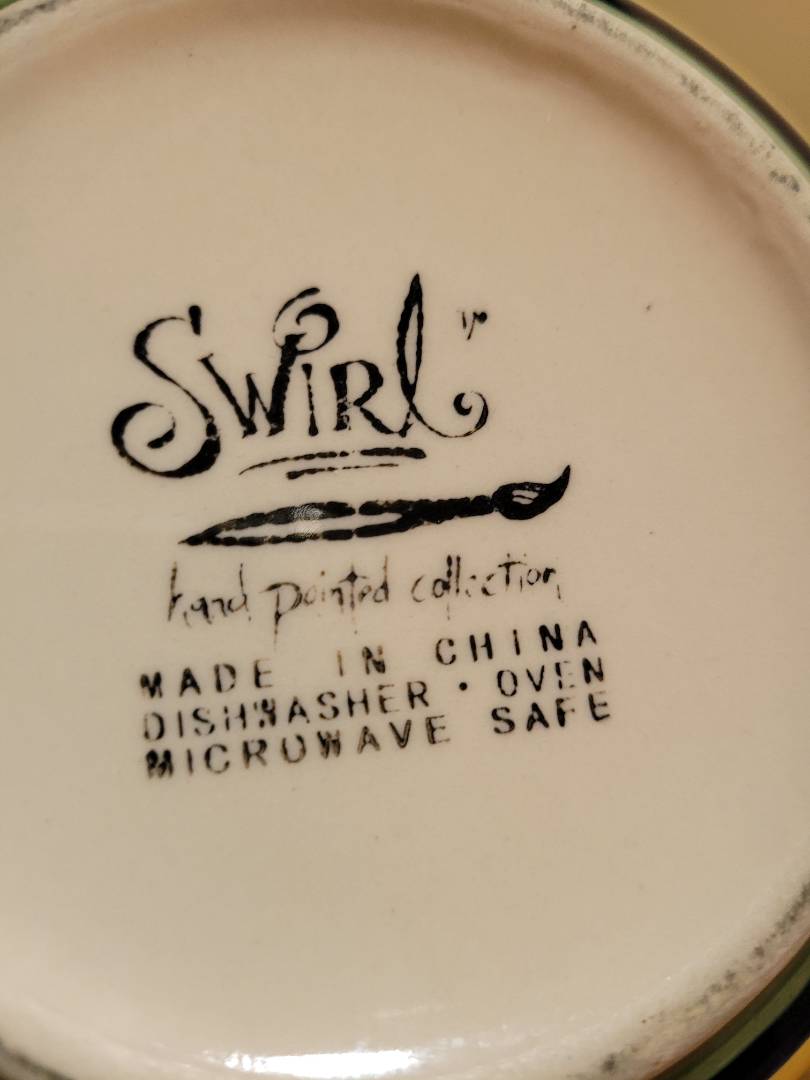 SWIRL
hand painted collection
MADE IN CHINA
DISHWASHER · OVEN
MICROWAVE SAFE